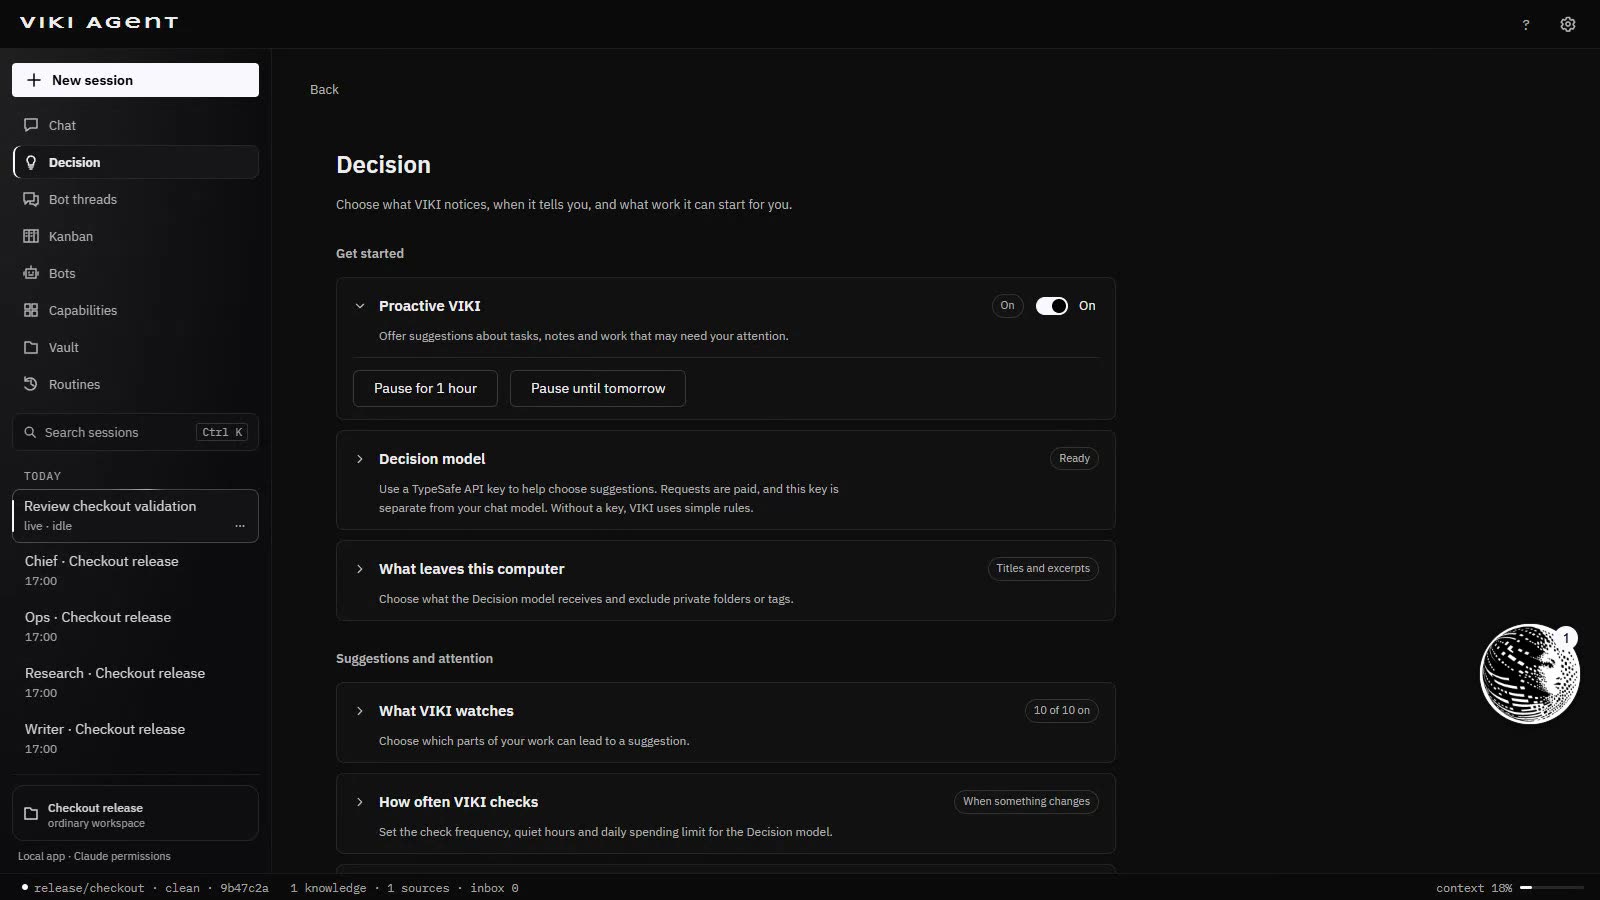 VIKI AGENT
?
New session
Chat
Decision
Bot threads
Kanban
Bots
Capabilities
Vault
Routines
Search sessions Ctrl K
TODAY
Review checkout validation
live · idle ...
Chief · Checkout release
17:00
Ops · Checkout release
17:00
Research · Checkout release
17:00
Writer · Checkout release
17:00
Checkout release
ordinary workspace
Local app · Claude permissions
Back
Decision
Choose what VIKI notices, when it tells you, and what work it can start for you.
Get started
Proactive VIKI On On
Offer suggestions about tasks, notes and work that may need your attention.
Pause for 1 hour Pause until tomorrow
Decision model Ready
Use a TypeSafe API key to help choose suggestions. Requests are paid, and this key is
separate from your chat model. Without a key, VIKI uses simple rules.
What leaves this computer Titles and excerpts
Choose what the Decision model receives and exclude private folders or tags.
Suggestions and attention
What VIKI watches 10 of 10 on
Choose which parts of your work can lead to a suggestion.
How often VIKI checks When something changes
Set the check frequency, quiet hours and daily spending limit for the Decision model.
1
release/checkout · clean · 9b47c2a 1 knowledge · 1 sources · inbox 0 context 18%